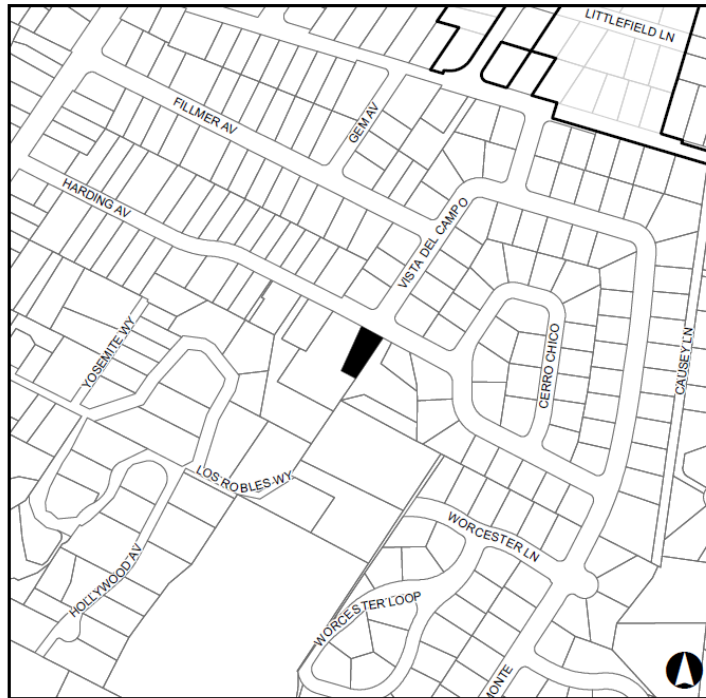 LITTLEFIELD LN
FILLMER AV
GEM AV
HARDING AV
VISTA DEL CAMPO
YOSEMITE WY
CERRO CHICO
CAUSEY LN
LOS ROBLES WY
WORCESTER LN
HOLLYWOOD AV
WORCESTER LOOP
MONTE